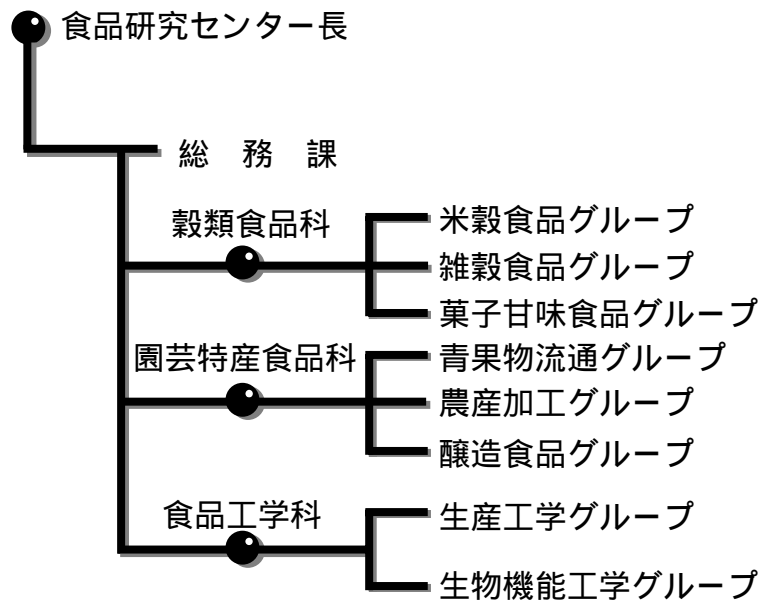 食品研究センター長
総 務 課
穀類食品科
米穀食品グループ
雑穀食品グループ
菓子甘味食品グループ
園芸特産食品科
青果物流通グループ
農産加工グループ
醸造食品グループ
食品工学科
生産工学グループ
生物機能工学グループ